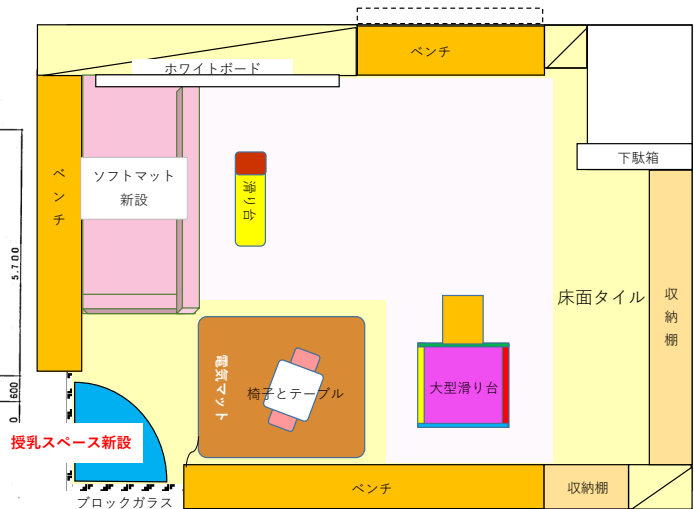 ベンチ
ホワイトボード
下駄箱
ベンチ
ソフトマット
新設
滑り台
5.700
床面タイル
収納棚
電気マット
椅子とテーブル
大型滑り台
600
0
授乳スペース新設
ブロックガラス
ベンチ
収納棚